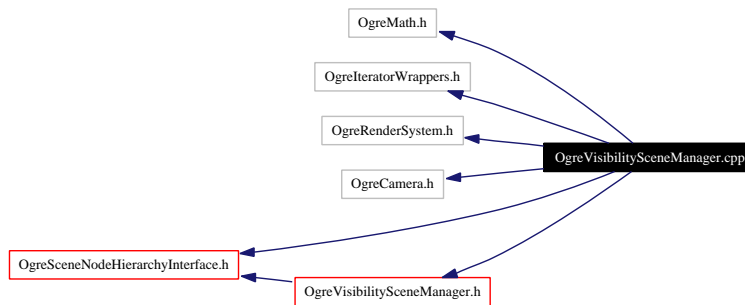 OgreMath.h
OgreIteratorWrappers.h
OgreRenderSystem.h
OgreVisibilitySceneManager.cpp
OgreCamera.h
OgreSceneNodeHierarchyInterface.h
OgreVisibilitySceneManager.h